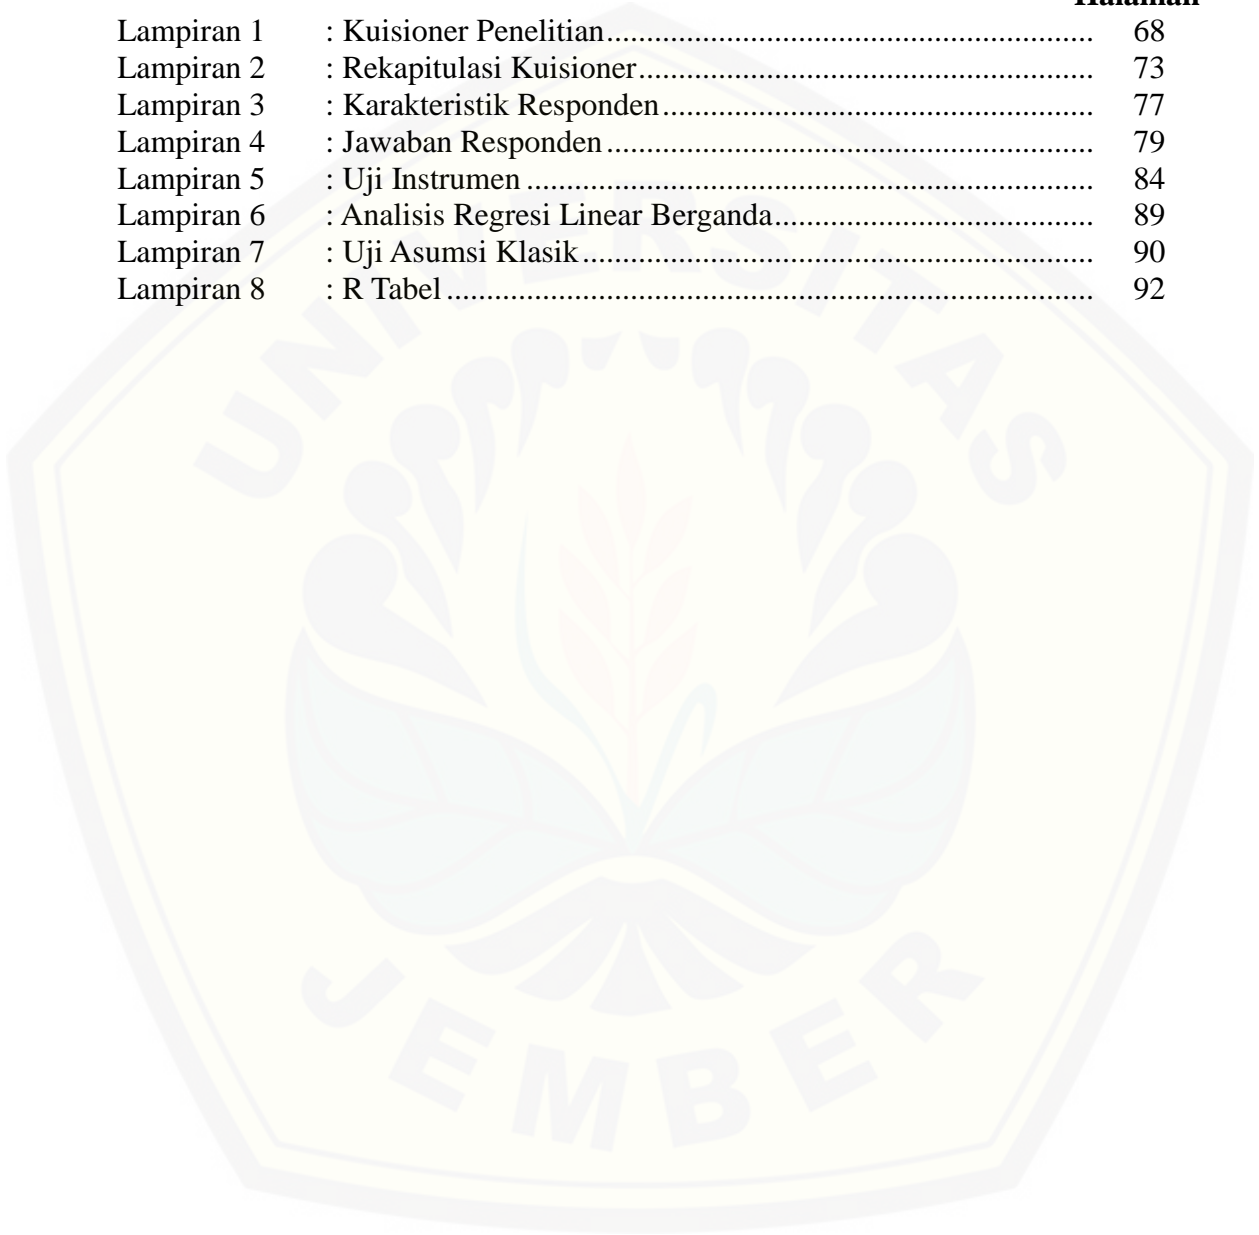 Halaman
Lampiran 1 : Kuisioner Penelitian............................................................. 68
Lampiran 2 : Rekapitulasi Kuisioner......................................................... 73
Lampiran 3 : Karakteristik Responden...................................................... 77
Lampiran 4 : Jawaban Responden............................................................. 79
Lampiran 5 : Uji Instrumen....................................................................... 84
Lampiran 6 : Analisis Regresi Linear Berganda........................................ 89
Lampiran 7 : Uji Asumsi Klasik................................................................ 90
Lampiran 8 : R Tabel................................................................................. 92
UNIVERSITAS
JEMBER